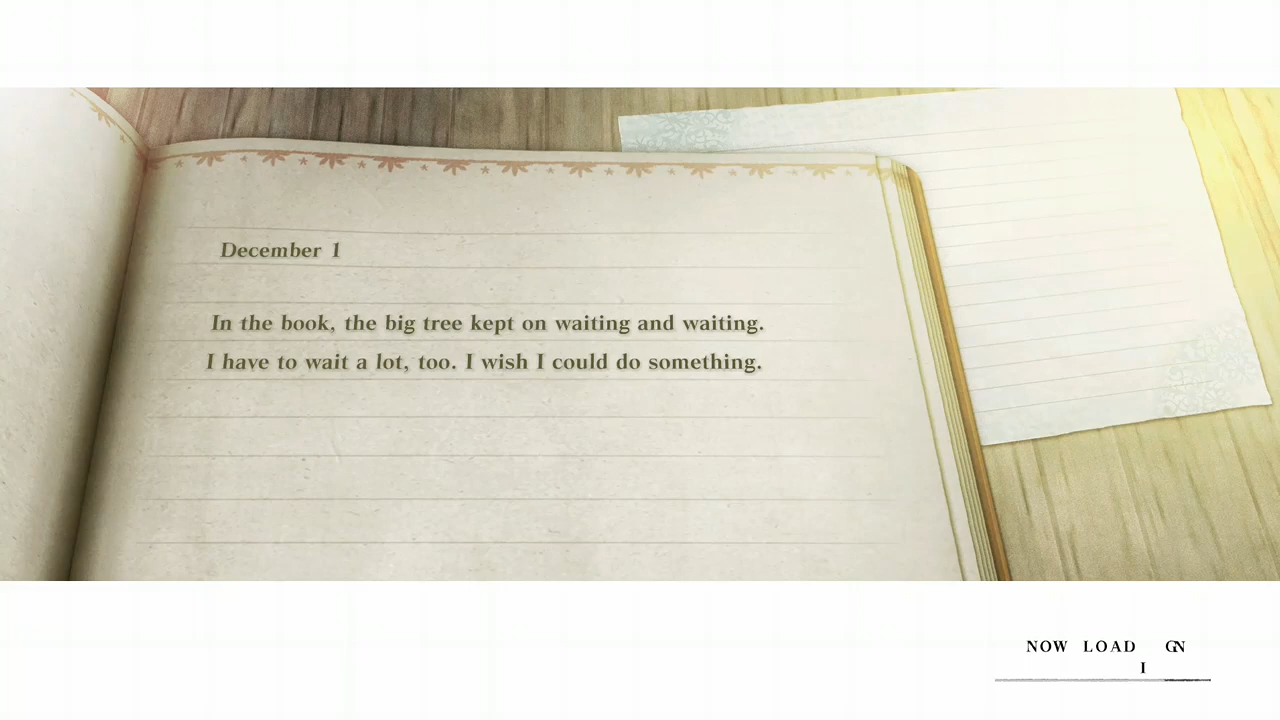 December 1
In the book, the big tree kept on waiting and waiting.
I have to wait a lot, too. I wish I could do something.
NOW LOAD GN
I